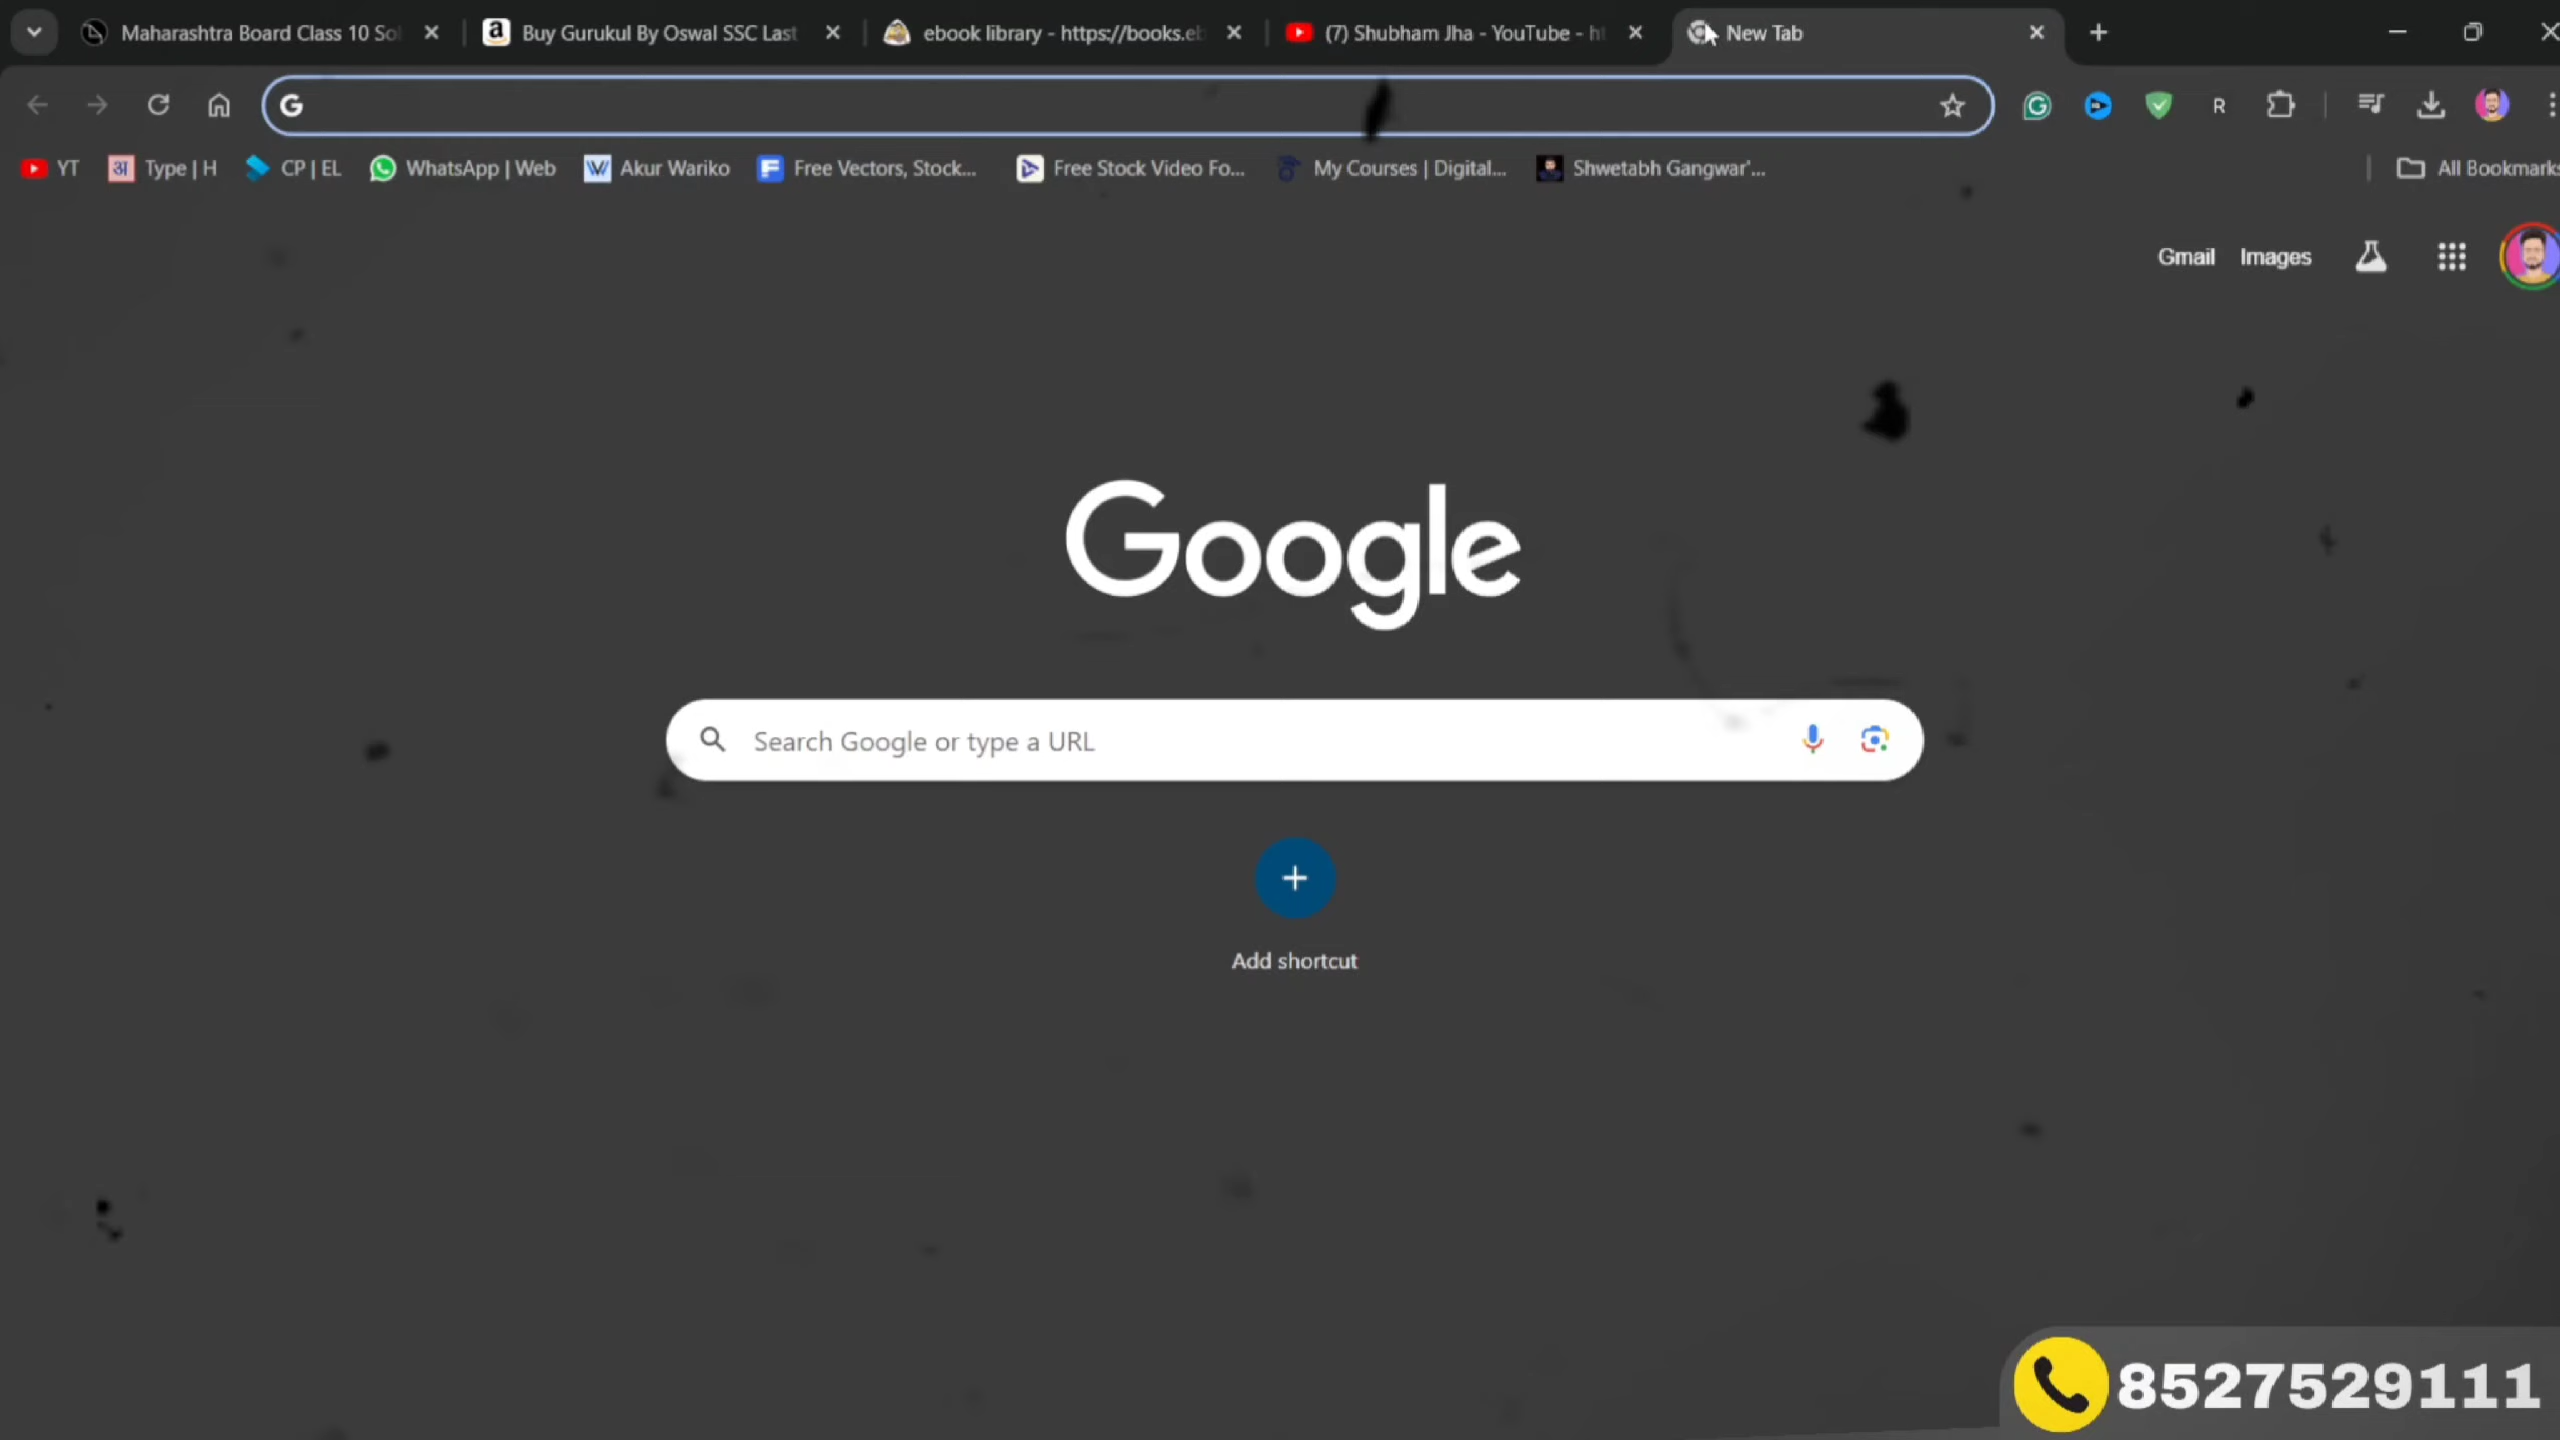 Maharashtra Board Class 10 Sol
Buy Gurukul By Oswal SSC Last
ebook library - https://books.eb
(7) Shubham Jha - YouTube - ht
New Tab
YT
Type | H
CP | EL
WhatsApp | Web
Akur Wariko
Free Vectors, Stock...
Free Stock Video Fo...
My Courses | Digital...
Shwetabh Gangwar'...
All Bookmarks
Gmail
Images
Google
Search Google or type a URL
Add shortcut
8527529111